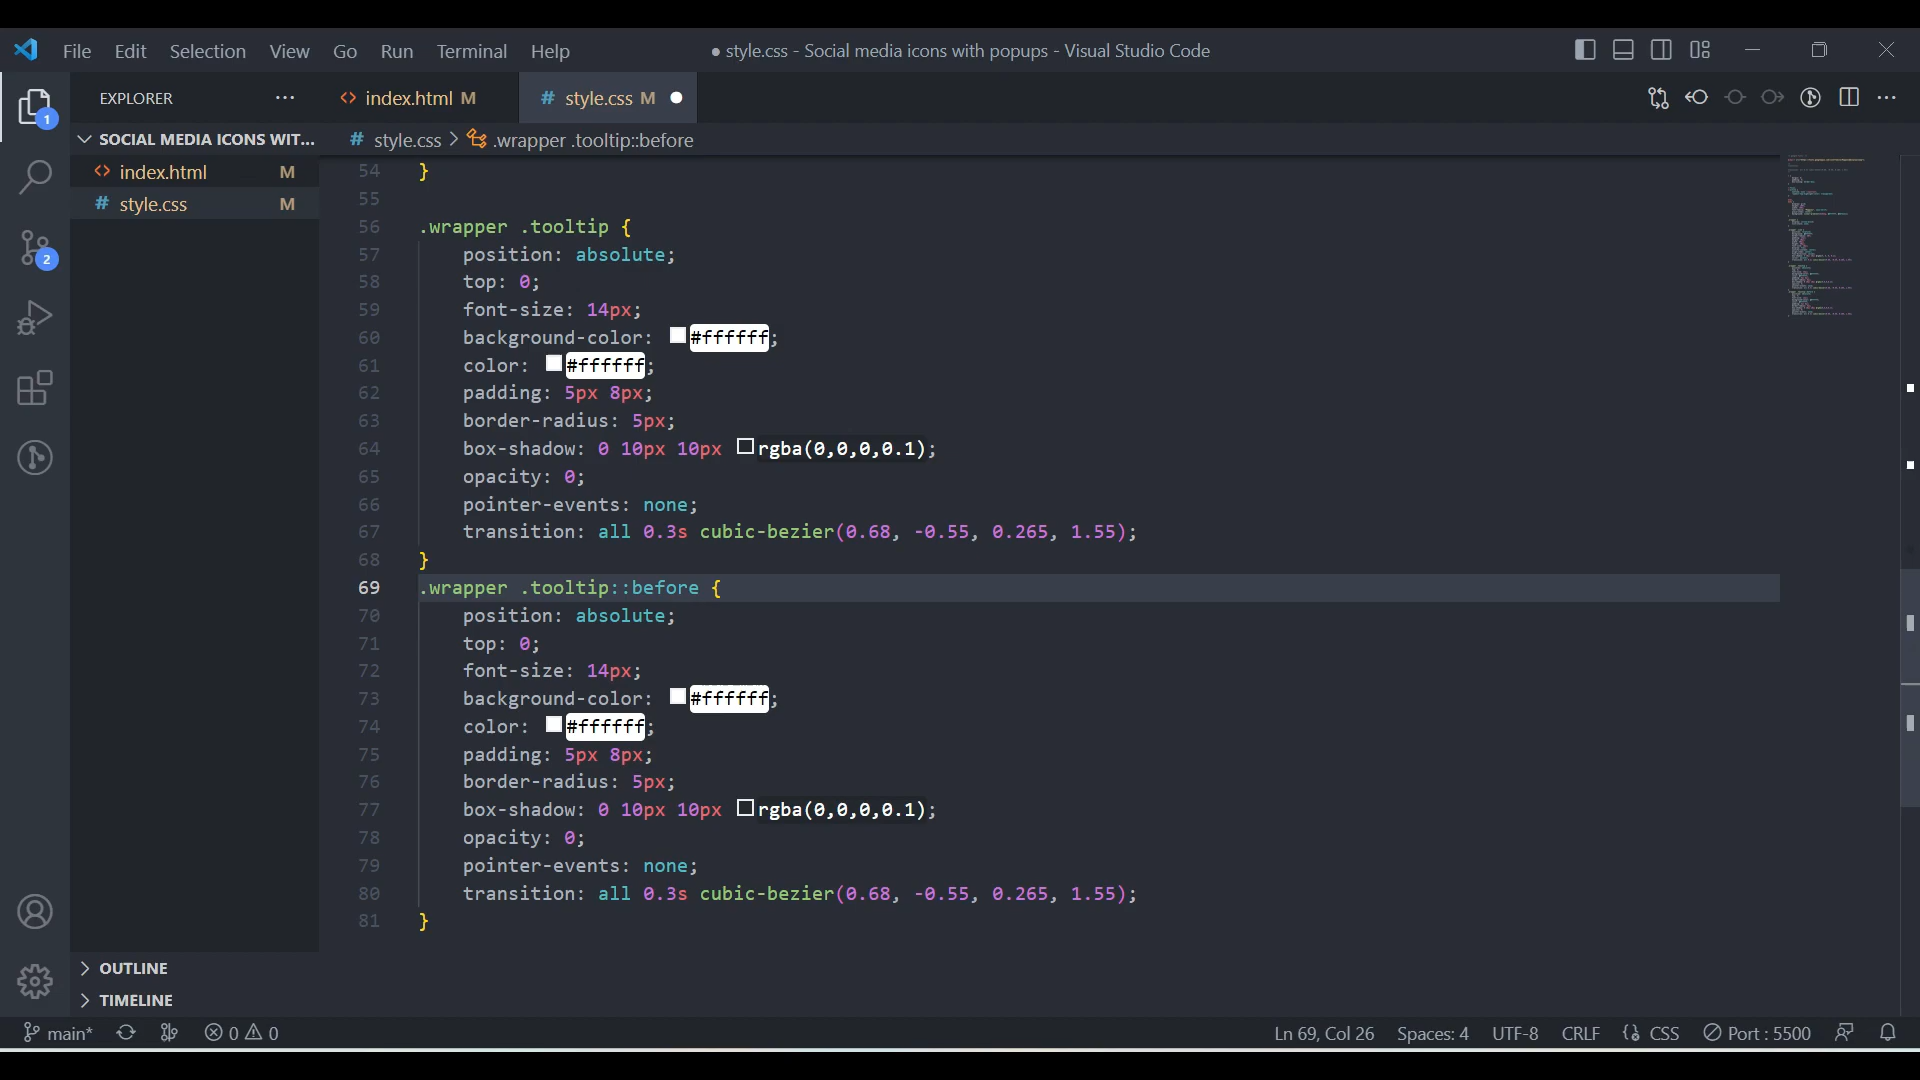 File Edit Selection View Go Run Terminal Help
● style.css - Social media icons with popups - Visual Studio Code
EXPLORER ···
<> index.html M
# style.css M ●
1
SOCIAL MEDIA ICONS WIT...
# style.css > .wrapper .tooltip::before
<> index.html M
# style.css M
2
54 }
55
56 .wrapper .tooltip {
57 position: absolute;
58 top: 0;
59 font-size: 14px;
60 background-color: #ffffff;
61 color: #ffffff;
62 padding: 5px 8px;
63 border-radius: 5px;
64 box-shadow: 0 10px 10px rgba(0,0,0,0.1);
65 opacity: 0;
66 pointer-events: none;
67 transition: all 0.3s cubic-bezier(0.68, -0.55, 0.265, 1.55);
68 }
69 .wrapper .tooltip::before {
70 position: absolute;
71 top: 0;
72 font-size: 14px;
73 background-color: #ffffff;
74 color: #ffffff;
75 padding: 5px 8px;
76 border-radius: 5px;
77 box-shadow: 0 10px 10px rgba(0,0,0,0.1);
78 opacity: 0;
79 pointer-events: none;
80 transition: all 0.3s cubic-bezier(0.68, -0.55, 0.265, 1.55);
81 }
OUTLINE
TIMELINE
main* 0 0 Ln 69, Col 26 Spaces: 4 UTF-8 CRLF {} CSS Port : 5500